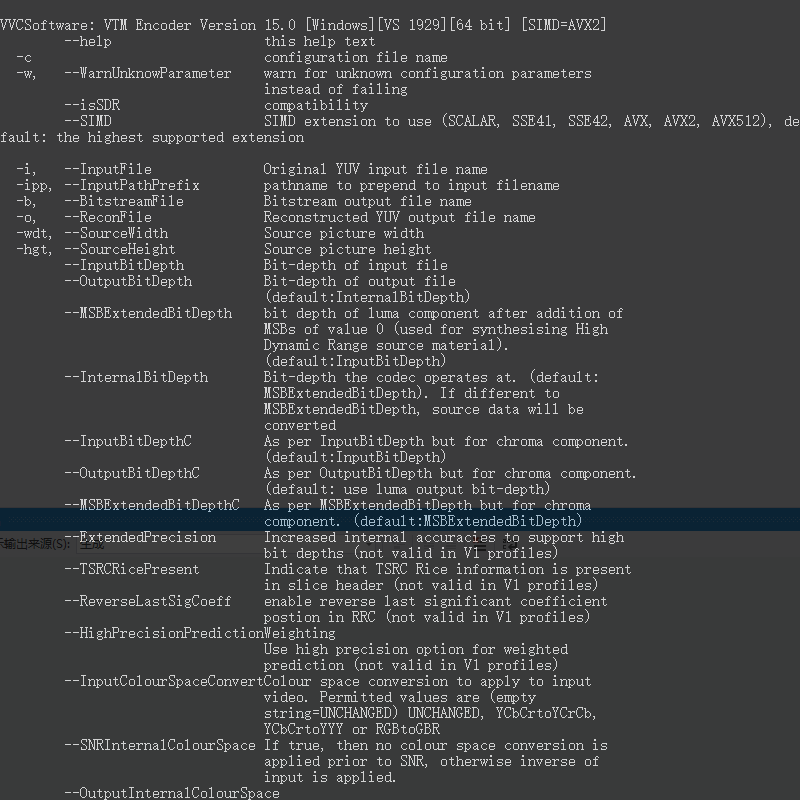 VVCSoftware: VTM Encoder Version 15.0 [Windows][VS 1929][64 bit] [SIMD=AVX2]
--help this help text
-c configuration file name
-w, --WarnUnknowParameter warn for unknown configuration parameters
instead of failing
--isSDR compatibility
--SIMD SIMD extension to use (SCALAR, SSE41, SSE42, AVX, AVX2, AVX512), de
fault: the highest supported extension
-i, --InputFile Original YUV input file name
-ipp, --InputPathPrefix pathname to prepend to input filename
-b, --BitstreamFile Bitstream output file name
-o, --ReconFile Reconstructed YUV output file name
-wdt, --SourceWidth Source picture width
-hgt, --SourceHeight Source picture height
--InputBitDepth Bit-depth of input file
--OutputBitDepth Bit-depth of output file
(default:InternalBitDepth)
--MSBExtendedBitDepth bit depth of luma component after addition of
MSBs of value 0 (used for synthesising High
Dynamic Range source material).
(default:InputBitDepth)
--InternalBitDepth Bit-depth the codec operates at. (default:
MSBExtendedBitDepth). If different to
MSBExtendedBitDepth, source data will be
converted
--InputBitDepthC As per InputBitDepth but for chroma component.
(default:InputBitDepth)
--OutputBitDepthC As per OutputBitDepth but for chroma component.
(default: use luma output bit-depth)
--MSBExtendedBitDepthC As per MSBExtendedBitDepth but for chroma
component. (default:MSBExtendedBitDepth)
--ExtendedPrecision Increased internal accuracies to support high
输出来源(S): 生成
bit depths (not valid in V1 profiles)
--TSRCRicePresent Indicate that TSRC Rice information is present
in slice header (not valid in V1 profiles)
--ReverseLastSigCoeff enable reverse last significant coefficient
postion in RRC (not valid in V1 profiles)
--HighPrecisionPredictionWeighting
Use high precision option for weighted
prediction (not valid in V1 profiles)
--InputColourSpaceConvertColour space conversion to apply to input
video. Permitted values are (empty
string=UNCHANGED) UNCHANGED, YCbCrtoYCrCb,
YCbCrtoYYY or RGBtoGBR
--SNRInternalColourSpace If true, then no colour space conversion is
applied prior to SNR, otherwise inverse of
input is applied.
--OutputInternalColourSpace